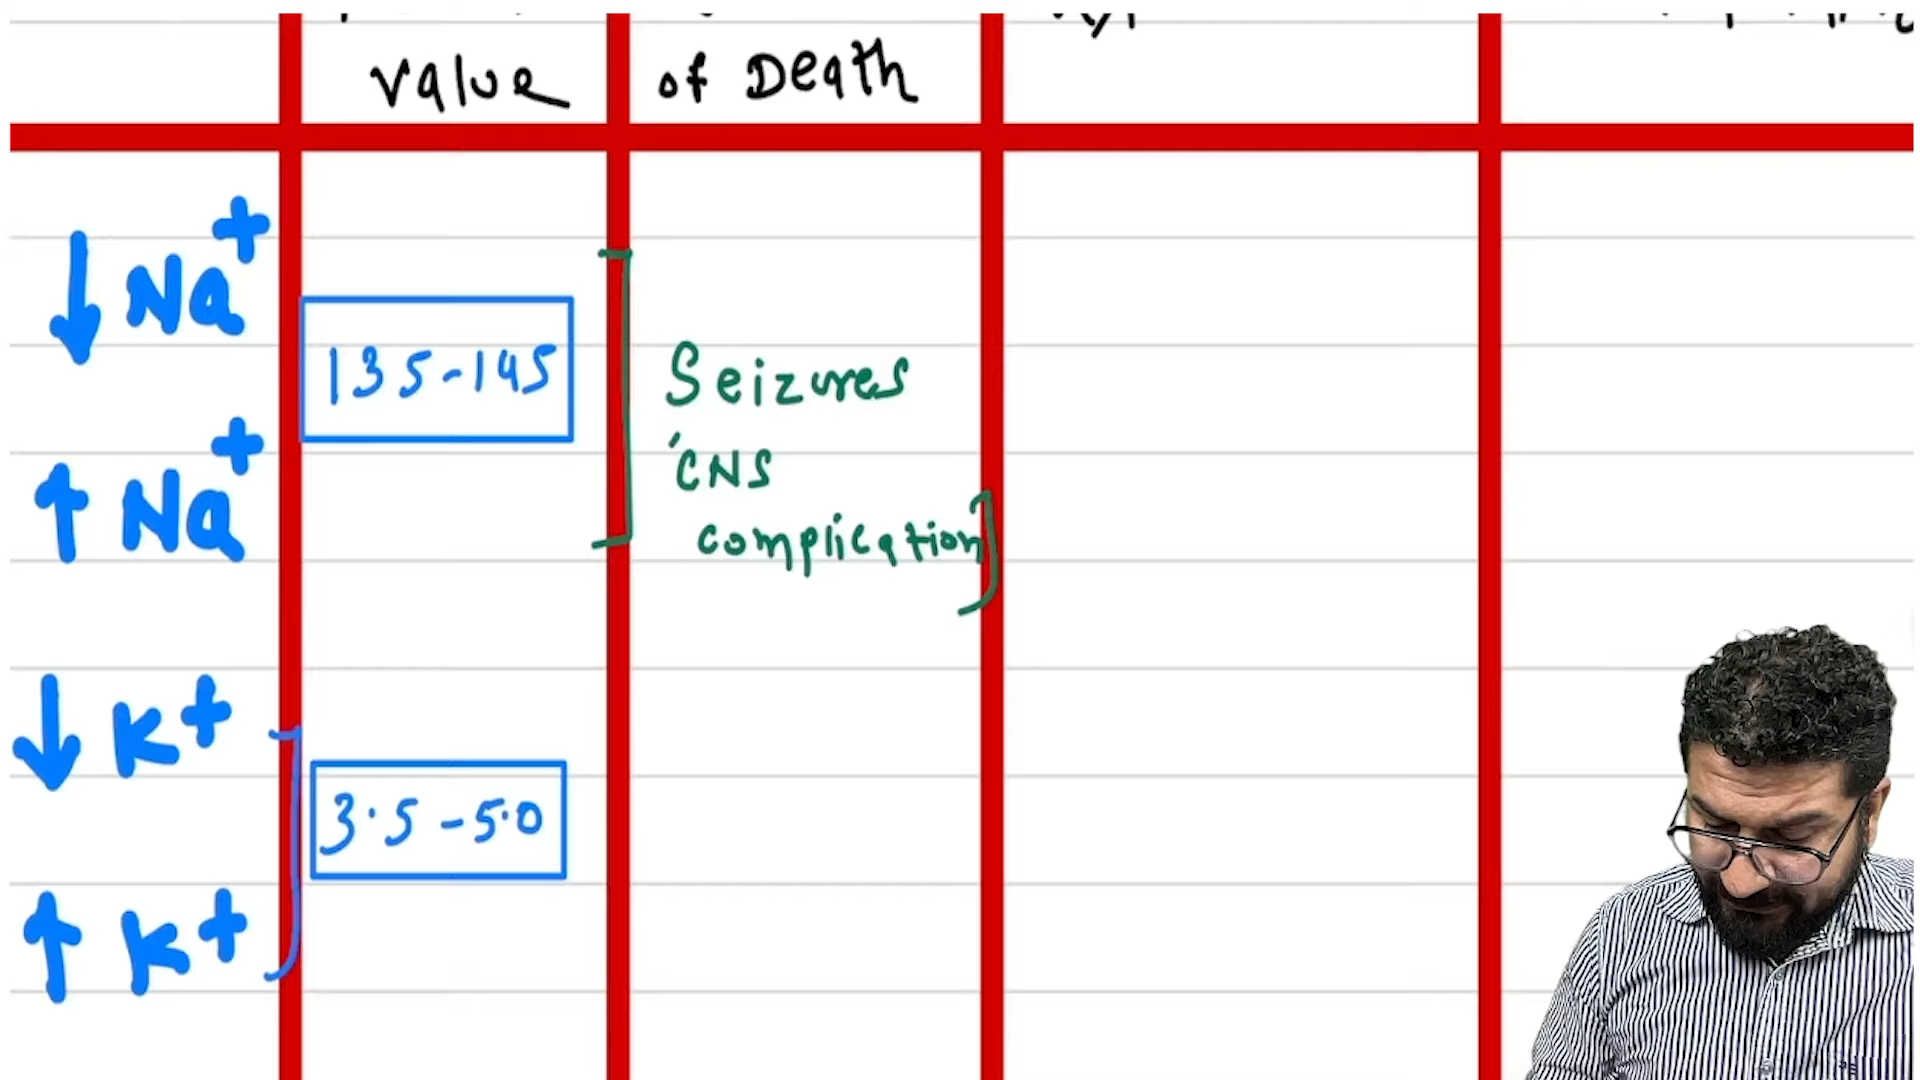 value
of Death
↓ Na+
135-145
↑ Na+
Seizures
CNS
complication
↓ K+
3.5-5.0
↑ K+